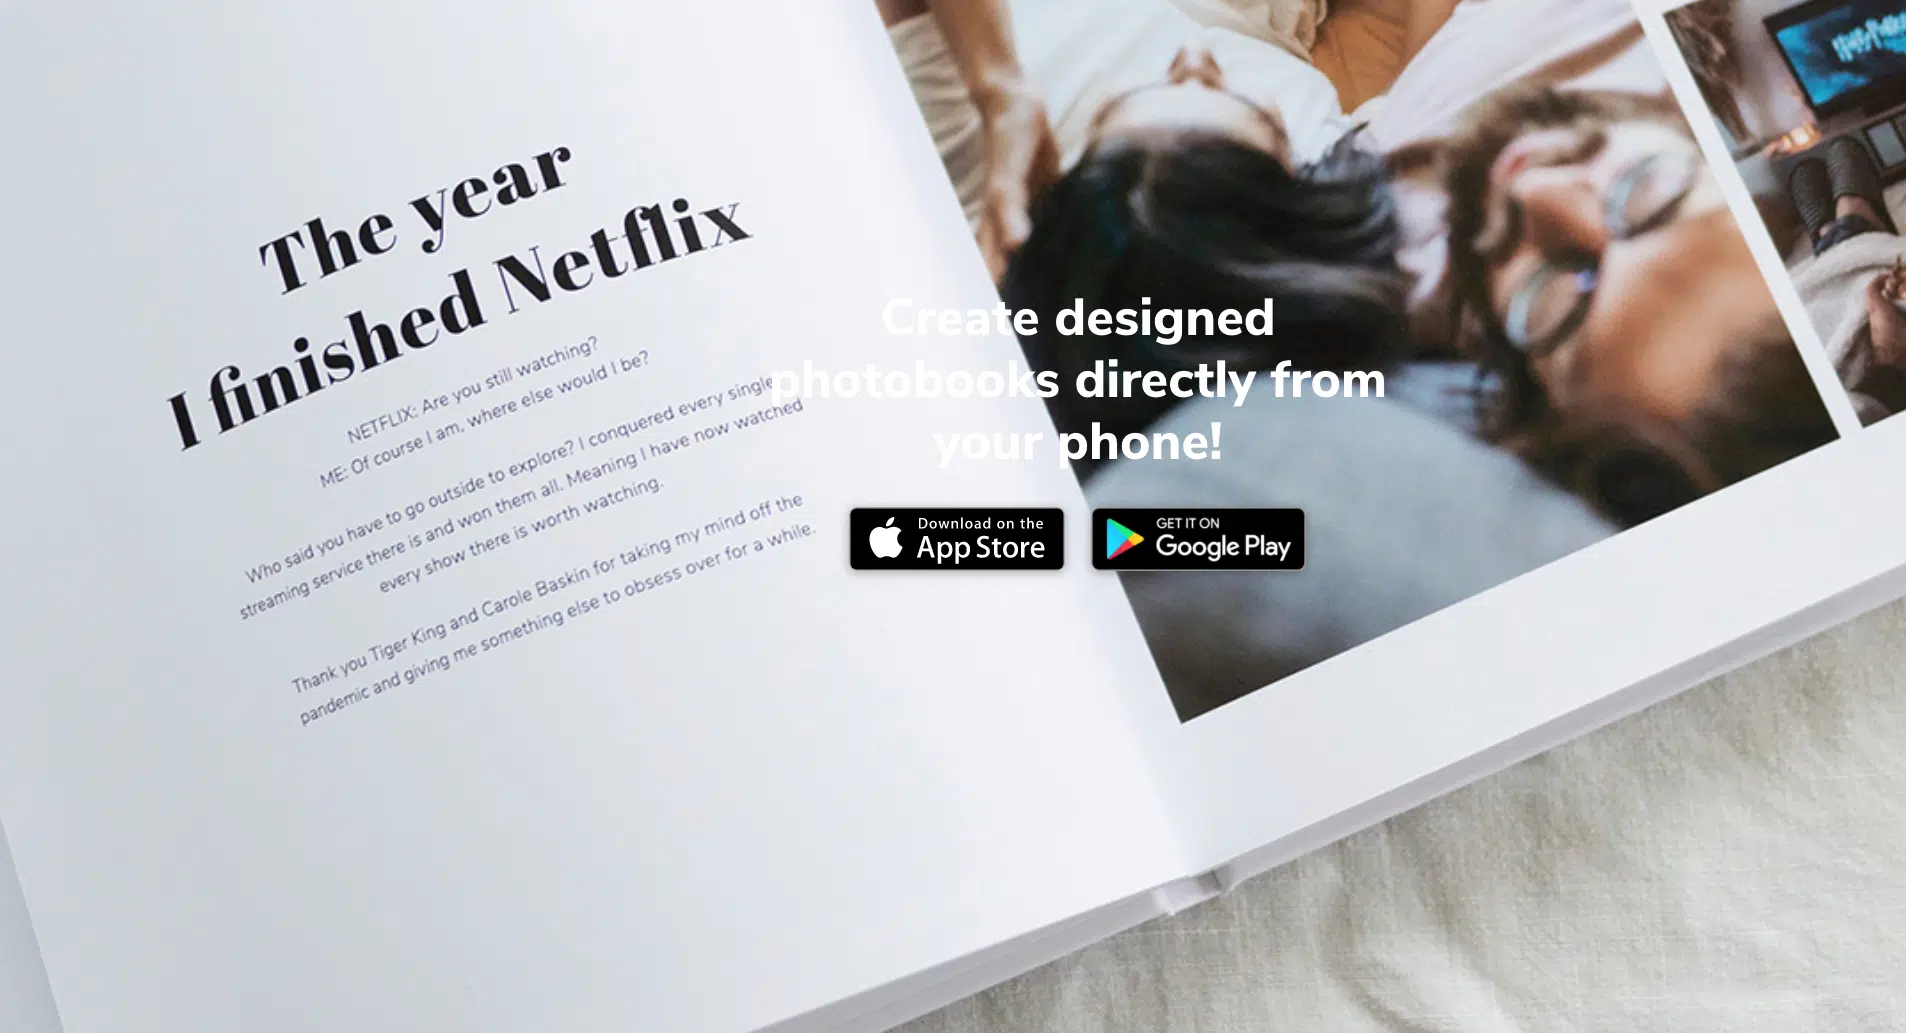 The year
I finished Netflix
NETFLIX: Are you still watching?
ME: Of course I am, where else would I be?
Who said you have to go outside to explore? I conquered every single
streaming service there is and won them all. Meaning I have now watched
every show there is worth watching.
Thank you Tiger King and Carole Baskin for taking my mind off the
pandemic and giving me something else to obsess over for a while.
Create designed
photobooks directly from
your phone!
Download on the
App Store
GET IT ON
Google Play